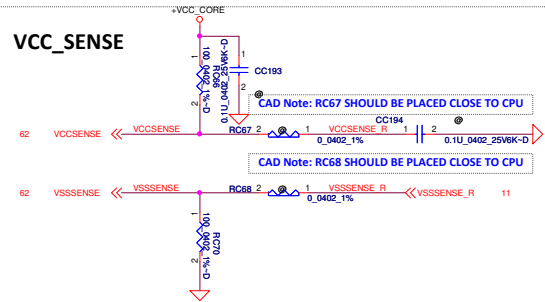 +VCC_CORE
VCC_SENSE
1
100_0402_1%~D
RC66
2
0.1U_0402_25V6K~D
1
CC193
2
@
CAD Note: RC67 SHOULD BE PLACED CLOSE TO CPU
CC194
@
62 VCCSENSE VCCSENSE RC67 2 @ 1 VCCSENSE_R 1 2
0_0402_1% 0.1U_0402_25V6K~D
CAD Note: RC68 SHOULD BE PLACED CLOSE TO CPU
62 VSSSENSE VSSSENSE RC68 2 @ 1 VSSSENSE_R VSSSENSE_R 11
0_0402_1%
1
100_0402_1%~D
RC70
2